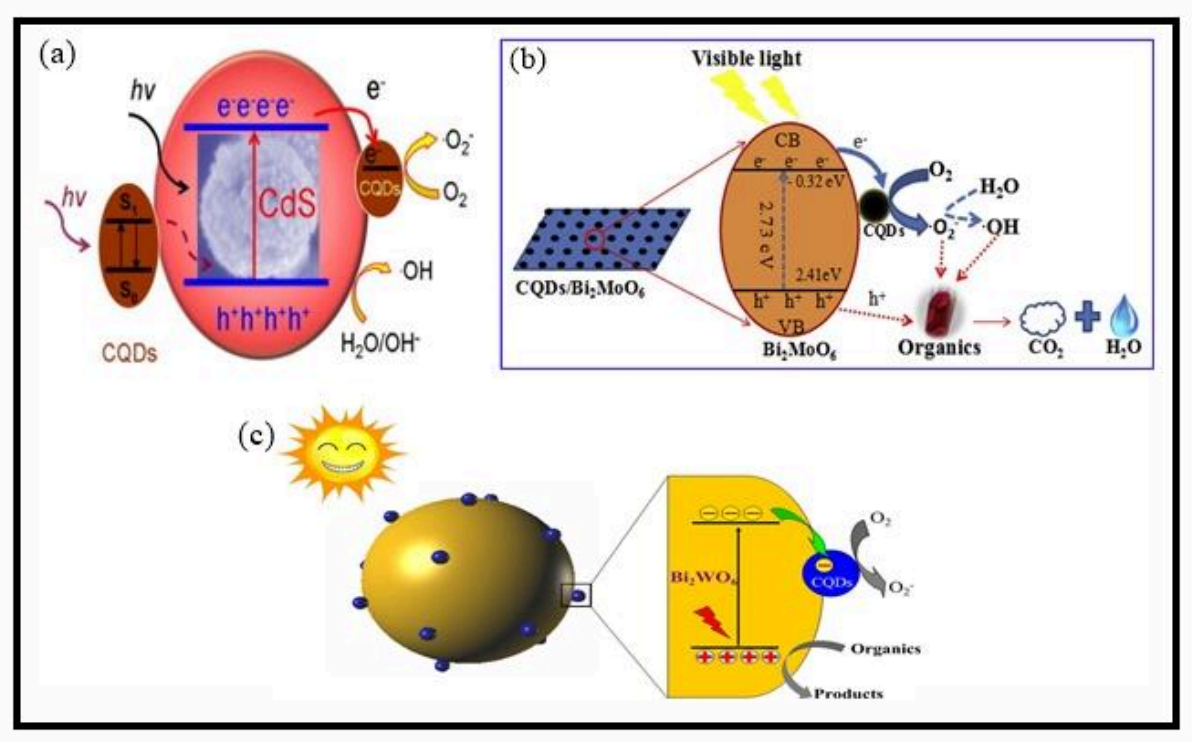 (a)
hν
e⁻e⁻e⁻e⁻
e⁻
·O₂⁻
e⁻
CQDs
O₂
hν
CdS
S₁
S₀
·OH
h⁺h⁺h⁺h⁺
H₂O/OH⁻
CQDs
(b)
Visible light
CB
e⁻ e⁻ e⁻
- 0.32 eV
2.73 eV
2.41eV
h⁺ h⁺ h⁺
VB
Bi₂MoO₆
CQDs/Bi₂MoO₆
e⁻
O₂
H₂O
CQDs
·O₂⁻
·OH
h⁺
Organics
CO₂
H₂O
(c)
Bi₂WO₆
CQDs
O₂
O₂⁻
Organics
Products